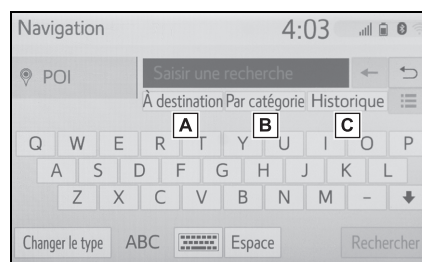 Navigation 4:03
POI Saisir une recherche
À destination Par catégorie Historique
A B C
Q W E R T Y U I O P
A S D F G H J K L
Z X C V B N M -
Changer le type ABC Espace Rechercher